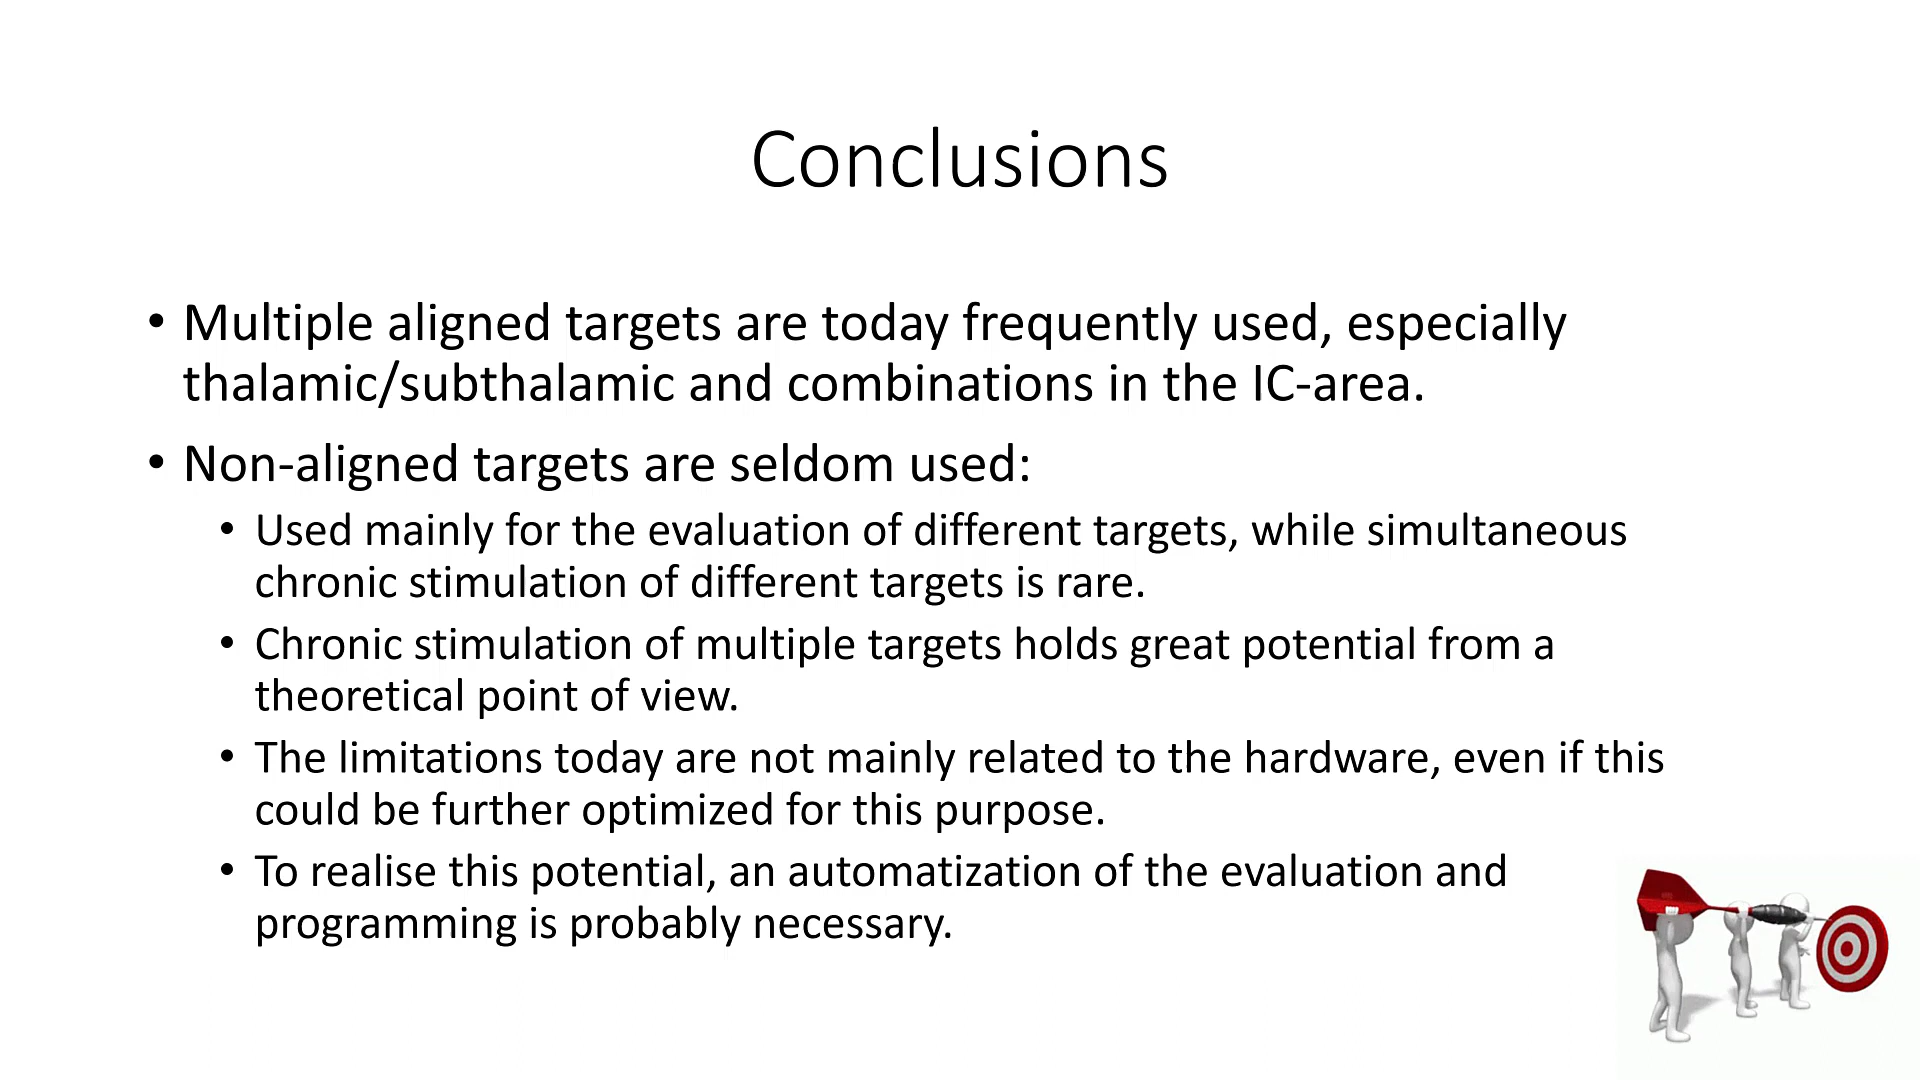 Conclusions
• Multiple aligned targets are today frequently used, especially
thalamic/subthalamic and combinations in the IC-area.
• Non-aligned targets are seldom used:
• Used mainly for the evaluation of different targets, while simultaneous
chronic stimulation of different targets is rare.
• Chronic stimulation of multiple targets holds great potential from a
theoretical point of view.
• The limitations today are not mainly related to the hardware, even if this
could be further optimized for this purpose.
• To realise this potential, an automatization of the evaluation and
programming is probably necessary.